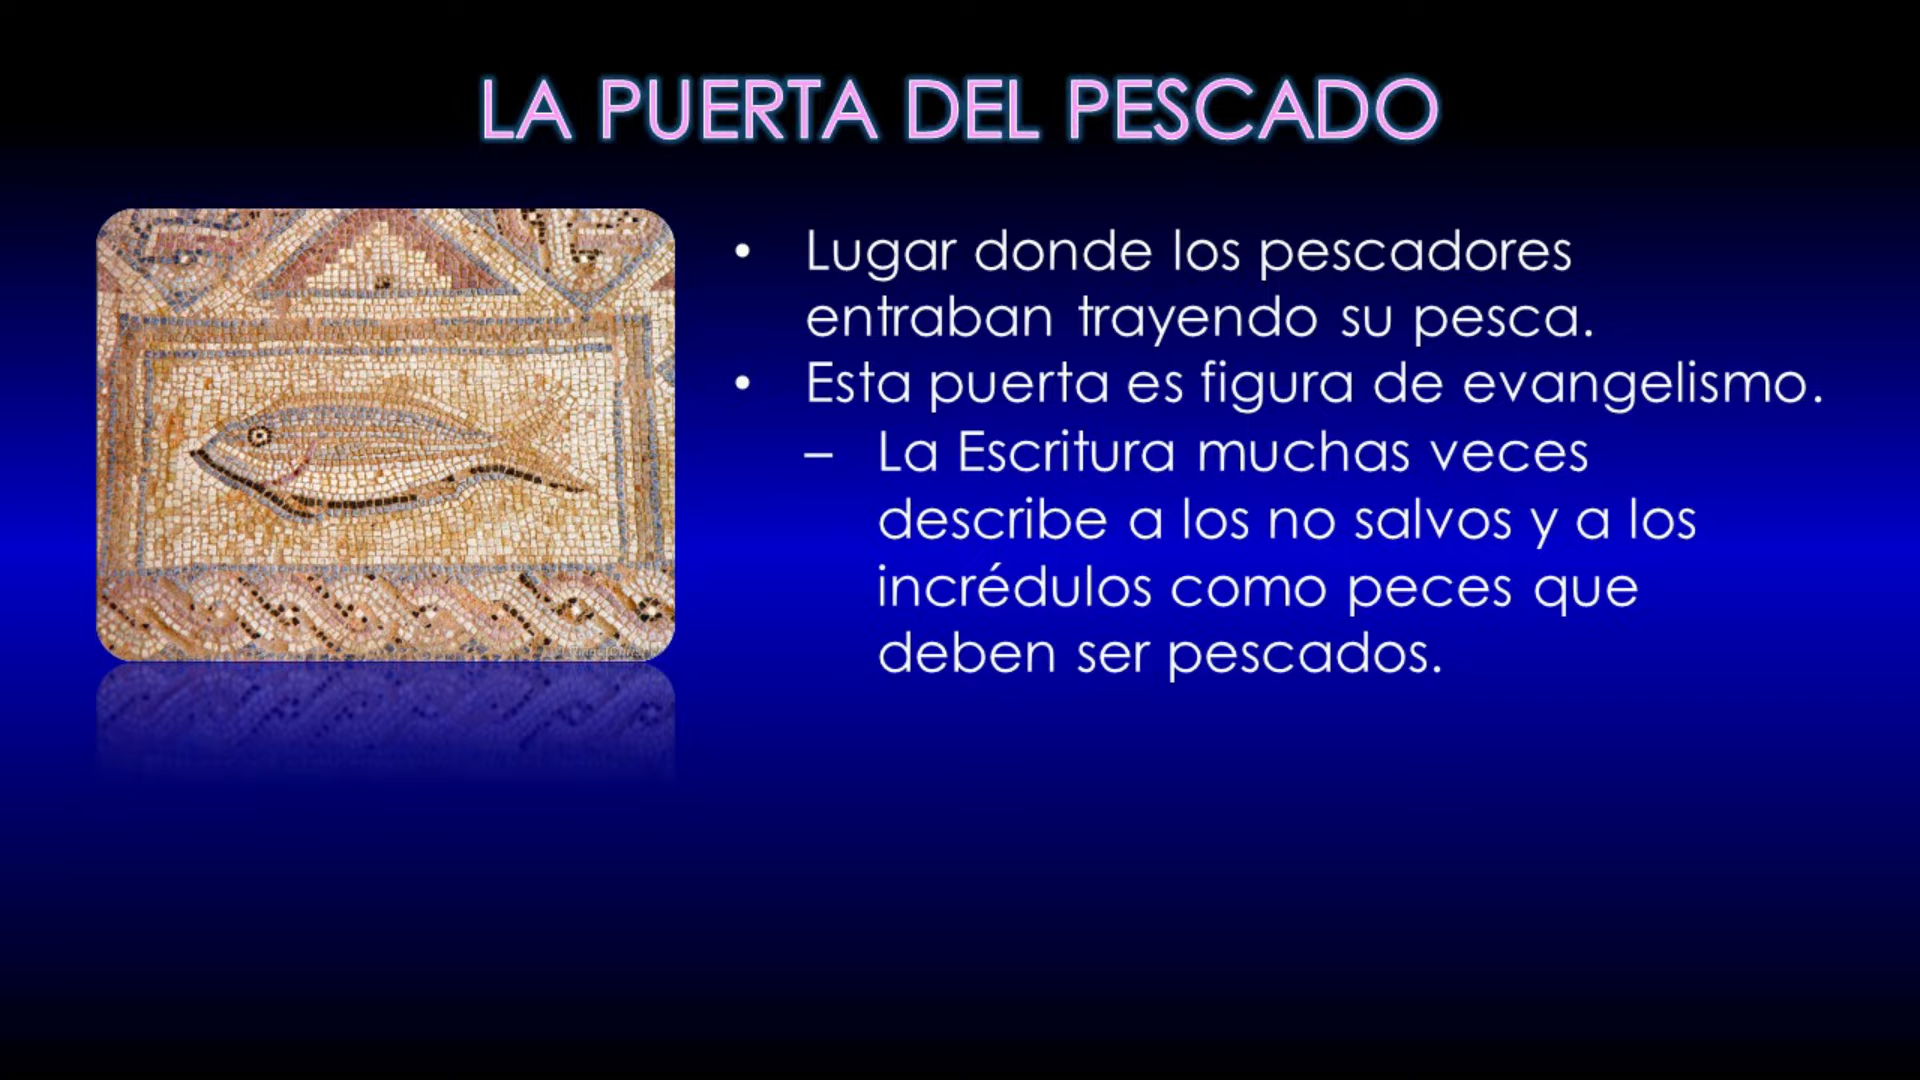 LA PUERTA DEL PESCADO
• Lugar donde los pescadores
entraban trayendo su pesca.
• Esta puerta es figura de evangelismo.
– La Escritura muchas veces
describe a los no salvos y a los
incrédulos como peces que
deben ser pescados.